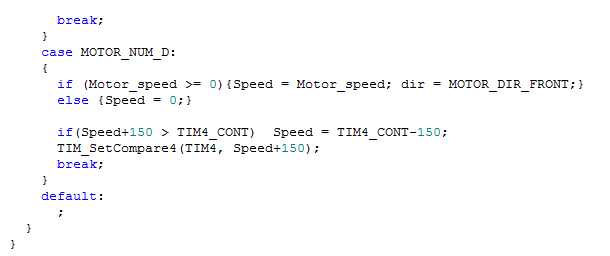 break;
}
case MOTOR_NUM_D:
{
if (Motor_speed >= 0){Speed = Motor_speed; dir = MOTOR_DIR_FRONT;}
else {Speed = 0;}
if(Speed+150 > TIM4_CONT)  Speed = TIM4_CONT-150;
TIM_SetCompare4(TIM4, Speed+150);
break;
}
default:
;
}
}